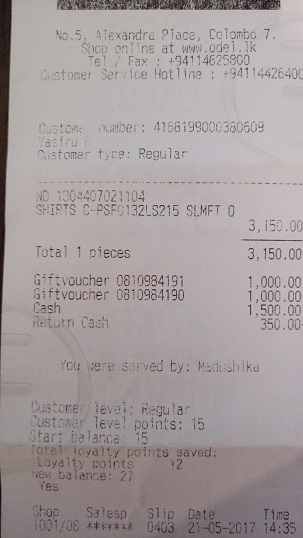 No.5, Alexandra Place, Colombo 7.
Shop online at www.odel.lk
Tel / Fax : +94114625800
Customer Service Hotline : +94114426400
Customer number: 4166199000380609
Yasiru
Customer type: Regular
ND 1304407021104
SHIRTS C-PSF0132LS215 SLMFT 0
3,150.00
Total 1 pieces 3,150.00
Giftvoucher 0810984191 1,000.00
Giftvoucher 0810984190 1,000.00
Cash 1,500.00
Return Cash 350.00
You were served by: Madushika
Customer level: Regular
Customer level points: 15
Start balance: 15
Total loyalty points saved:
Loyalty points 12
New balance: 27
Yes
Shop Salesp Slip Date Time
1001/06 ******* 0403 21-05-2017 14:35